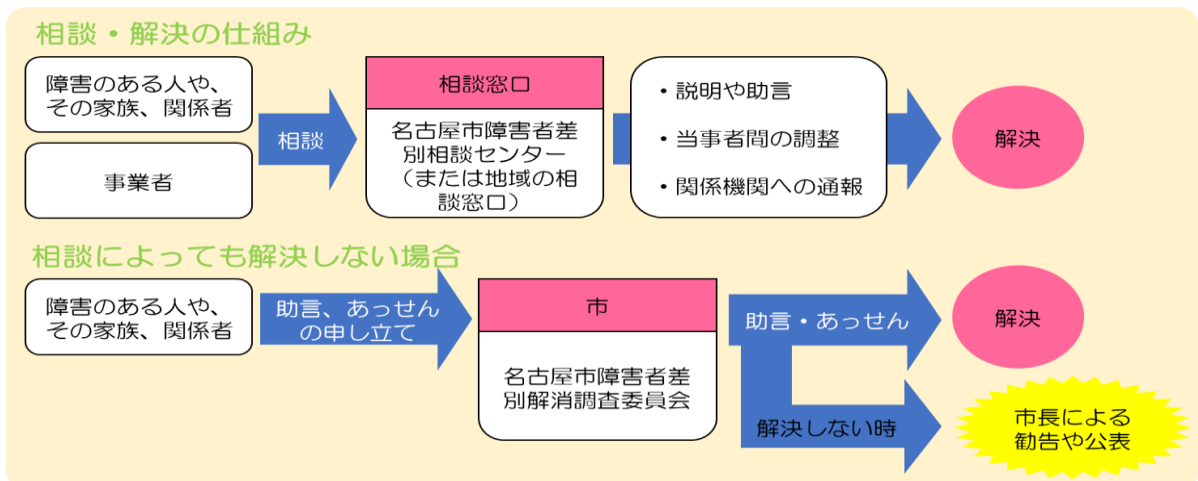 相談・解決の仕組み
障害のある人や、
その家族、関係者
事業者
相談
相談窓口
名古屋市障害者差
別相談センター
（または地域の相
談窓口）
・説明や助言
・当事者間の調整
・関係機関への通報
解決
相談によっても解決しない場合
障害のある人や、
その家族、関係者
助言、あっせん
の申し立て
市
名古屋市障害者差
別解消調査委員会
助言・あっせん
解決
解決しない時
市長による
勧告や公表